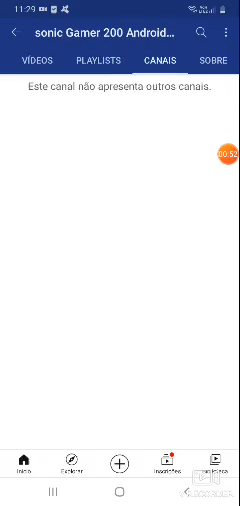 11:29
sonic Gamer 200 Android...
VÍDEOS PLAYLISTS CANAIS SOBRE
Este canal não apresenta outros canais.
00:52
Início Explorar Inscrições Biblioteca